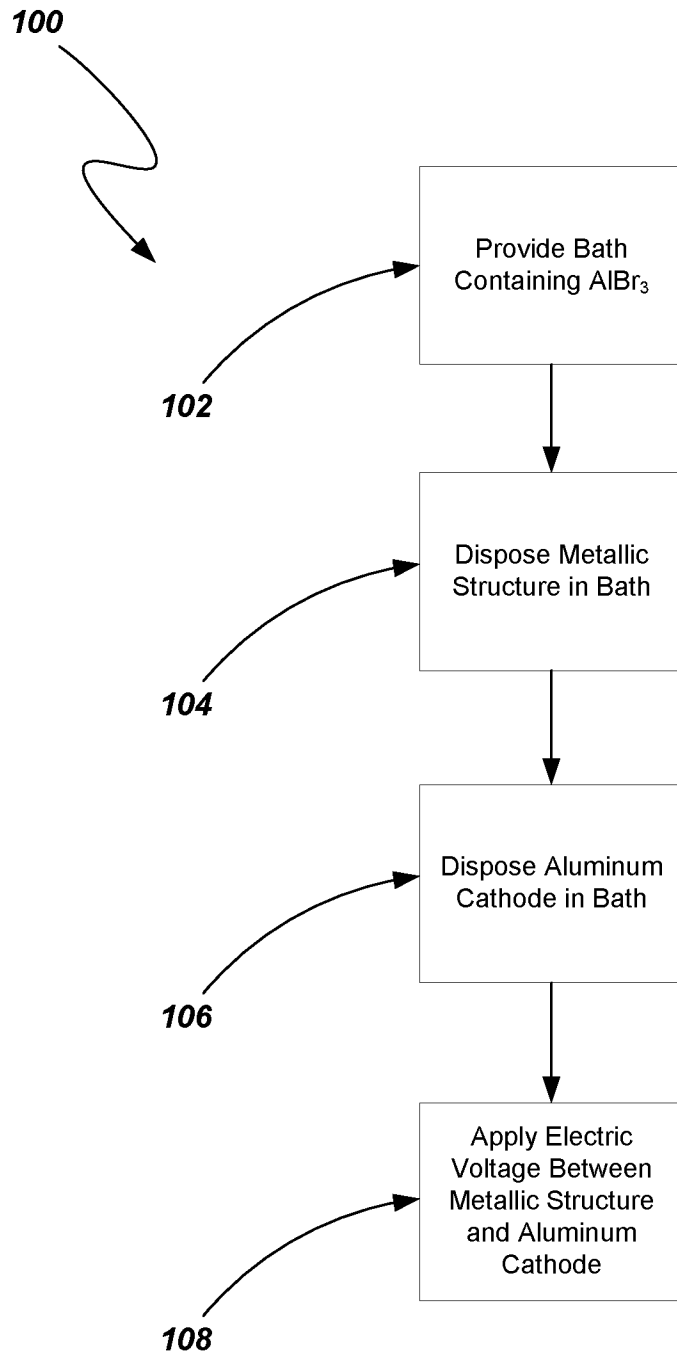 100
Provide Bath
Containing AlBr₃
102
Dispose Metallic
Structure in Bath
104
Dispose Aluminum
Cathode in Bath
106
Apply Electric
Voltage Between
Metallic Structure
and Aluminum
Cathode
108